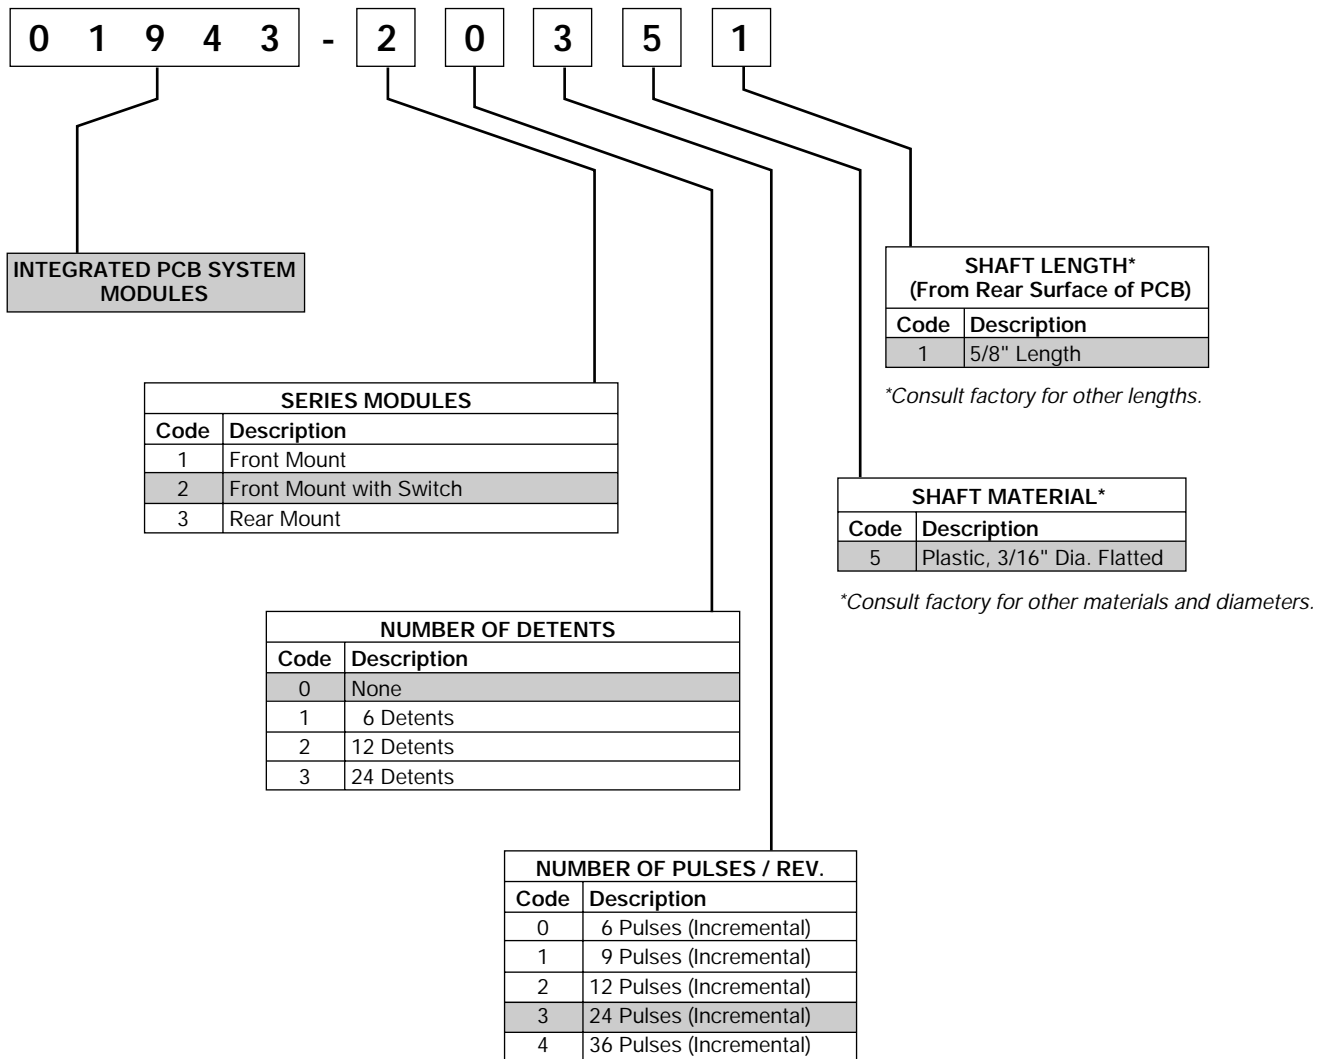 0 1 9 4 3 - 2 0 3 5 1
INTEGRATED PCB SYSTEM
MODULES
SHAFT LENGTH*
(From Rear Surface of PCB)
Code Description
1 5/8" Length
*Consult factory for other lengths.
SERIES MODULES
Code Description
1 Front Mount
2 Front Mount with Switch
3 Rear Mount
SHAFT MATERIAL*
Code Description
5 Plastic, 3/16" Dia. Flatted
*Consult factory for other materials and diameters.
NUMBER OF DETENTS
Code Description
0 None
1 6 Detents
2 12 Detents
3 24 Detents
NUMBER OF PULSES / REV.
Code Description
0 6 Pulses (Incremental)
1 9 Pulses (Incremental)
2 12 Pulses (Incremental)
3 24 Pulses (Incremental)
4 36 Pulses (Incremental)